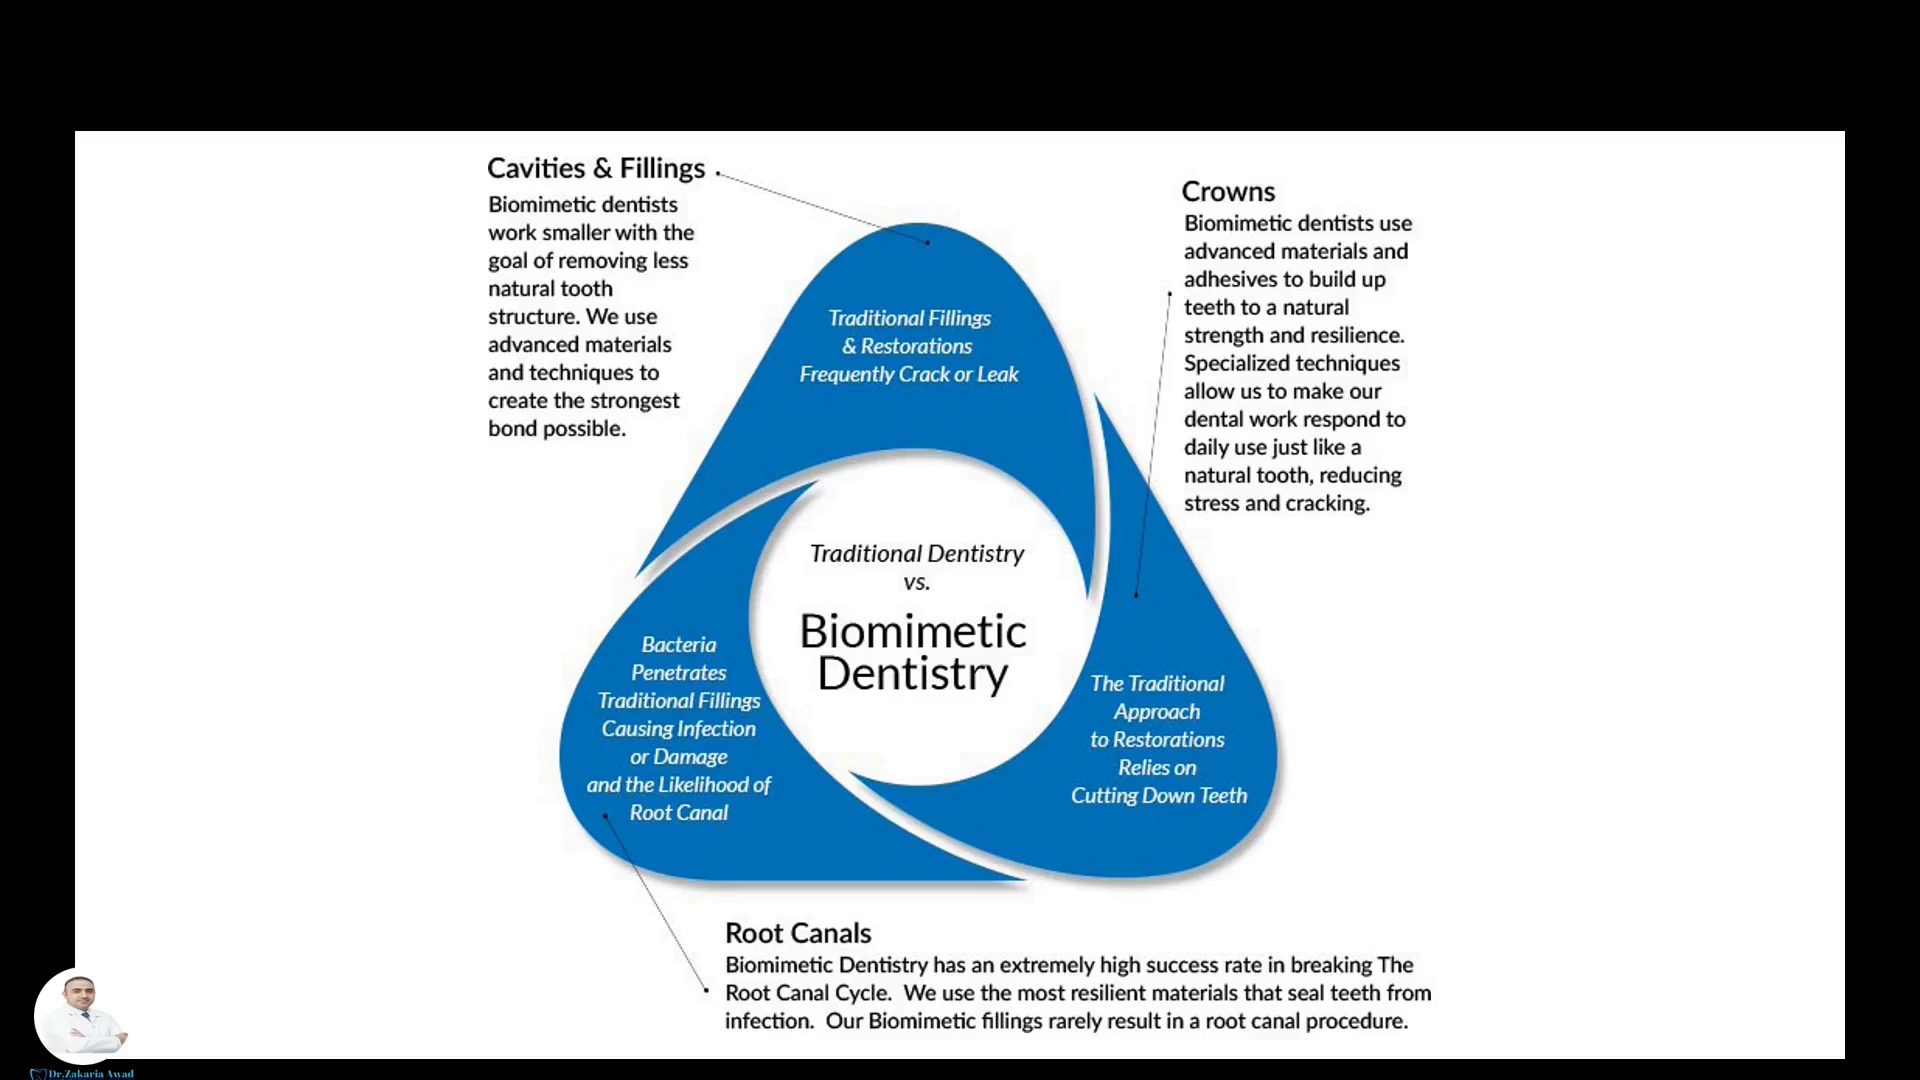 Cavities & Fillings
Biomimetic dentists
work smaller with the
goal of removing less
natural tooth
structure. We use
advanced materials
and techniques to
create the strongest
bond possible.
Crowns
Biomimetic dentists use
advanced materials and
adhesives to build up
teeth to a natural
strength and resilience.
Specialized techniques
allow us to make our
dental work respond to
daily use just like a
natural tooth, reducing
stress and cracking.
Traditional Fillings
& Restorations
Frequently Crack or Leak
Traditional Dentistry
vs.
Biomimetic
Dentistry
Bacteria
Penetrates
Traditional Fillings
Causing Infection
or Damage
and the Likelihood of
Root Canal
The Traditional
Approach
to Restorations
Relies on
Cutting Down Teeth
Root Canals
Biomimetic Dentistry has an extremely high success rate in breaking The
Root Canal Cycle. We use the most resilient materials that seal teeth from
infection. Our Biomimetic fillings rarely result in a root canal procedure.
Dr.Zakaria Awad